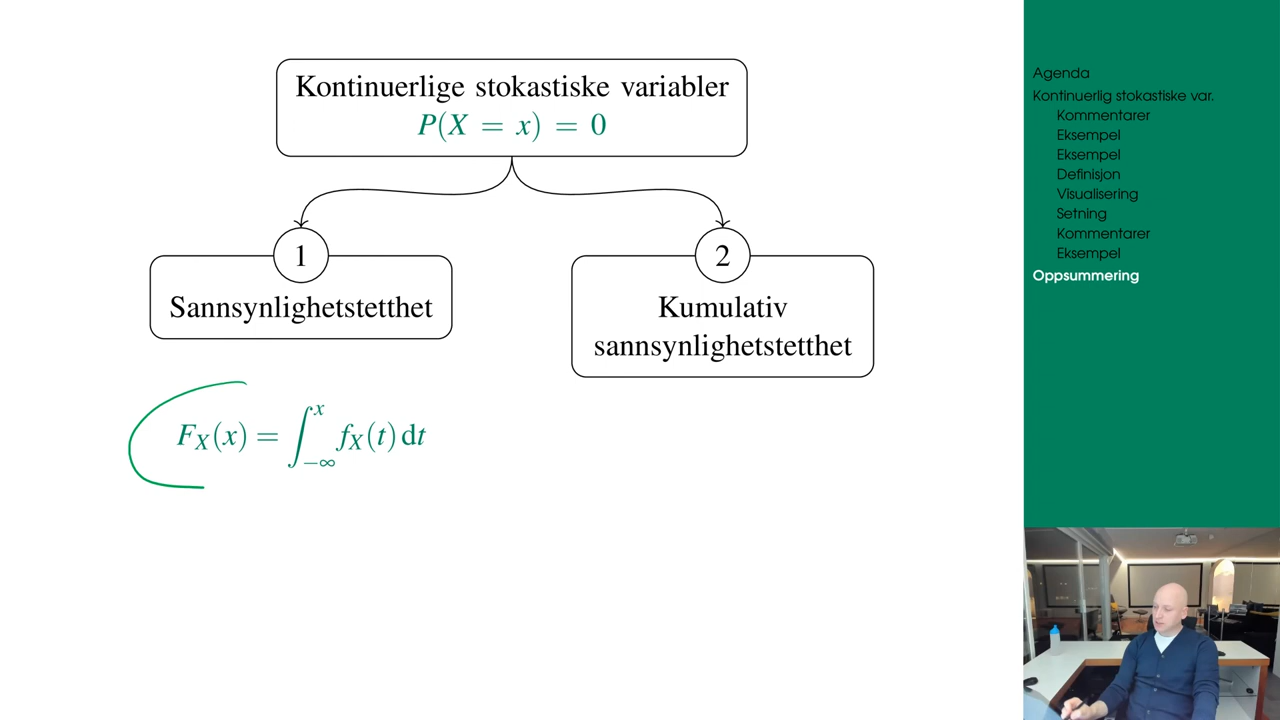 Kontinuerlige stokastiske variabler
P(X = x) = 0
1
Sannsynlighetstetthet
2
Kumulativ
sannsynlighetstetthet
F_X(x) = ∫_{−∞}^{x} f_X(t) dt
Agenda
Kontinuerlig stokastiske var.
Kommentarer
Eksempel
Eksempel
Definisjon
Visualisering
Setning
Kommentarer
Eksempel
Oppsummering